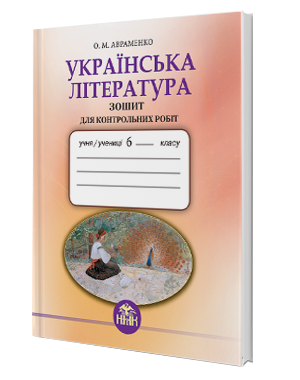 О. М. АВРАМЕНКО
УКРАЇНСЬКА
ЛІТЕРАТУРА
ЗОШИТ
ДЛЯ КОНТРОЛЬНИХ РОБІТ
учня / учениці 6 ____ класу